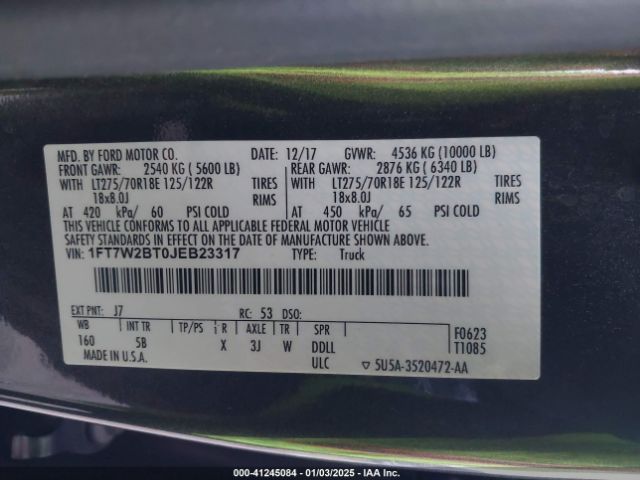 MFD. BY FORD MOTOR CO. DATE: 12/17 GVWR: 4536 KG (10000 LB)
FRONT GAWR: 2540 KG ( 5600 LB) REAR GAWR: 2876 KG ( 6340 LB)
WITH LT275/70R18E 125/122R TIRES WITH LT275/70R18E 125/122R TIRES
18x8.0J RIMS 18x8.0J RIMS
AT 420 kPa/ 60 PSI COLD AT 450 kPa/ 65 PSI COLD
THIS VEHICLE CONFORMS TO ALL APPLICABLE FEDERAL MOTOR VEHICLE
SAFETY STANDARDS IN EFFECT ON THE DATE OF MANUFACTURE SHOWN ABOVE.
VIN: 1FT7W2BT0JEB23317 TYPE: Truck
EXT PNT: J7 RC: 53 DSO:
WB INT TR TP/PS R AXLE TR SPR F0623
160 5B X 3J W DDLL T1085
MADE IN U.S.A. ULC ▽ 5U5A-3520472-AA
000-41245084 - 01/03/2025 - IAA Inc.